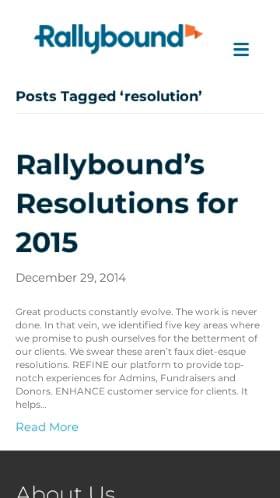 Rallybound
Posts Tagged ‘resolution’
Rallybound’s
Resolutions for
2015
December 29, 2014
Great products constantly evolve. The work is never
done. In that vein, we identified five key areas where
we promise to push ourselves for the betterment of
our clients. We swear these aren’t faux diet-esque
resolutions. REFINE our platform to provide top-
notch experiences for Admins, Fundraisers and
Donors. ENHANCE customer service for clients. It
helps...
Read More
About Us